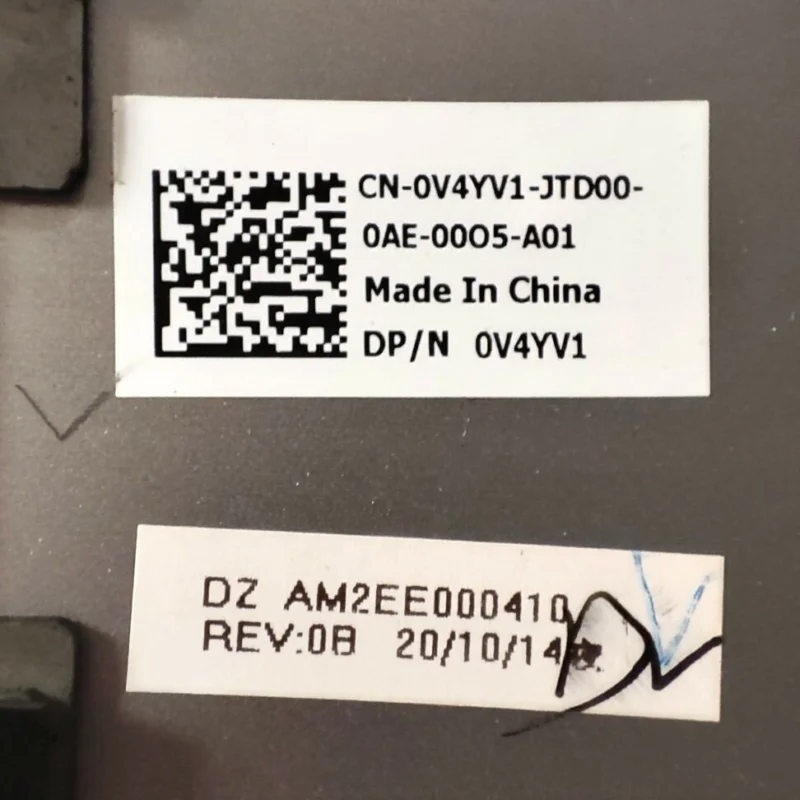 CN-0V4YV1-JTD00-
0AE-00O5-A01
Made In China
DP/N 0V4YV1
DZ AM2EE000410
REV:0B 20/10/14